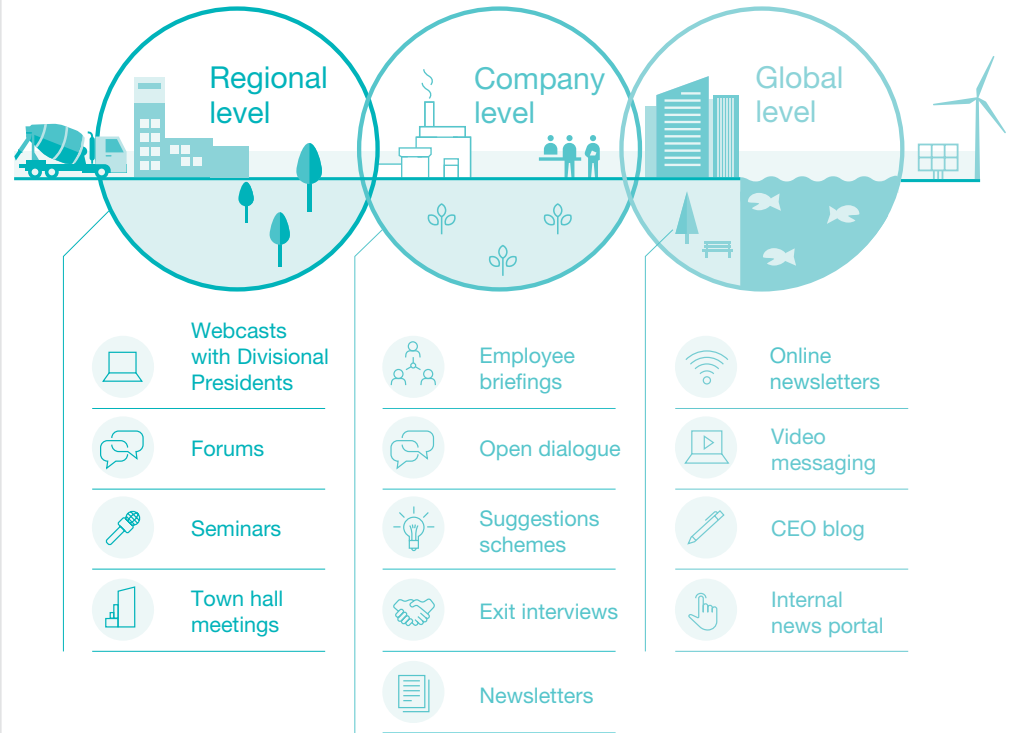 Regional
level
Company
level
Global
level
Webcasts
with Divisional
Presidents
Forums
Seminars
Town hall
meetings
Employee
briefings
Open dialogue
Suggestions
schemes
Exit interviews
Newsletters
Online
newsletters
Video
messaging
CEO blog
Internal
news portal